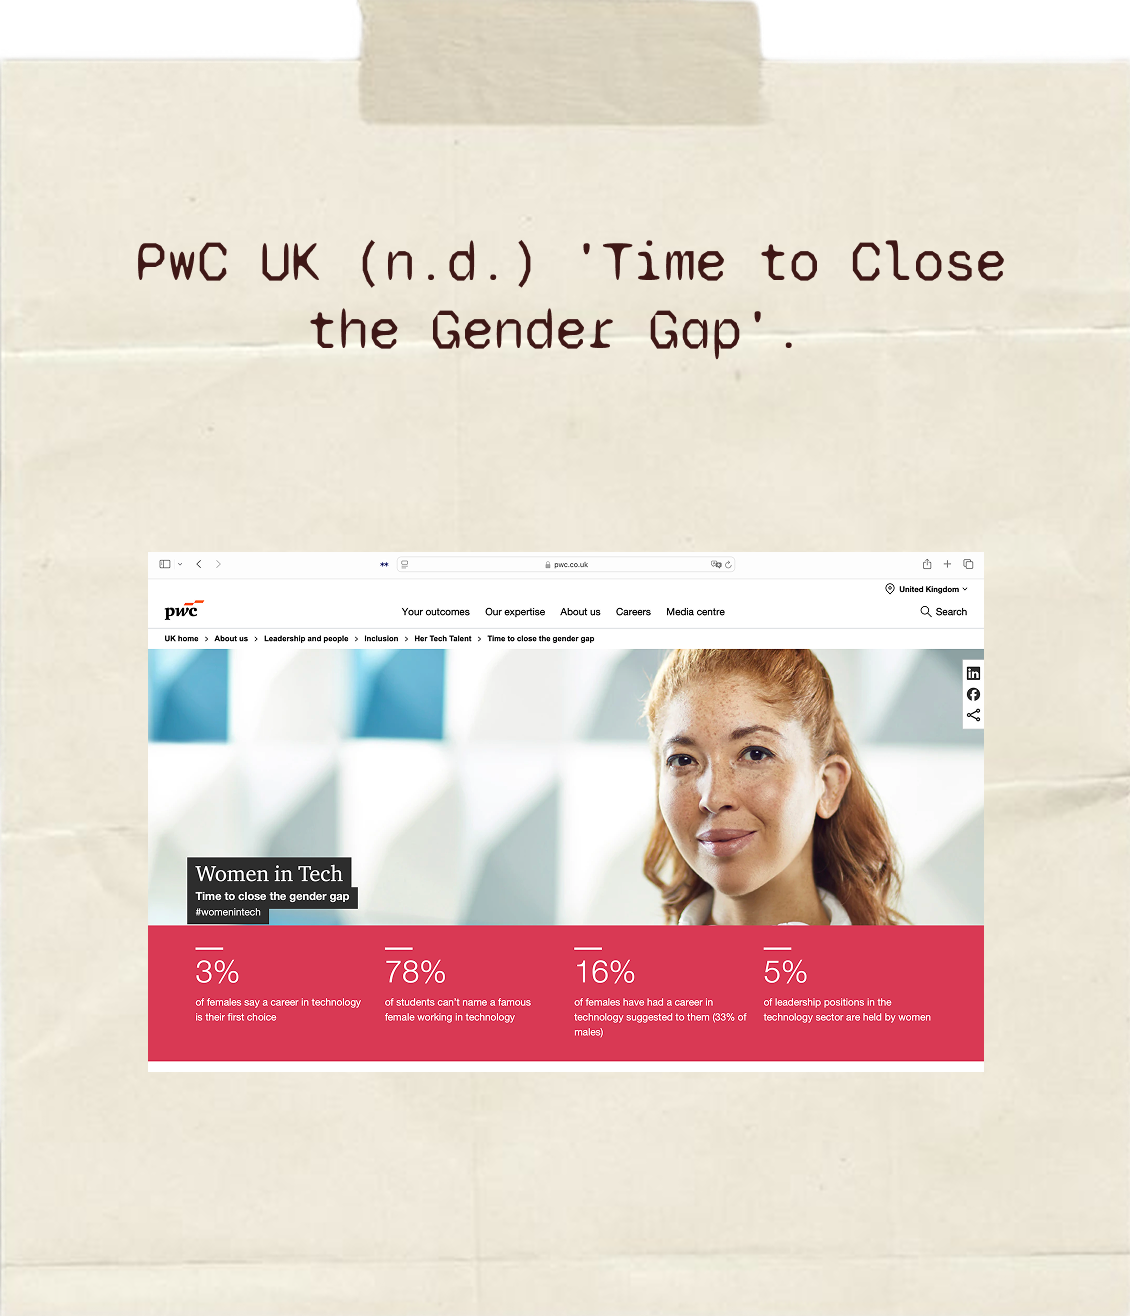 PwC UK (n.d.) 'Time to Close
the Gender Gap'.
pwc.co.uk
United Kingdom
pwc
Your outcomes Our expertise About us Careers Media centre
Search
UK home > About us > Leadership and people > Inclusion > Her Tech Talent > Time to close the gender gap
in
Women in Tech
Time to close the gender gap
#womenintech
3%
of females say a career in technology
is their first choice
78%
of students can't name a famous
female working in technology
16%
of females have had a career in
technology suggested to them (33% of
males)
5%
of leadership positions in the
technology sector are held by women